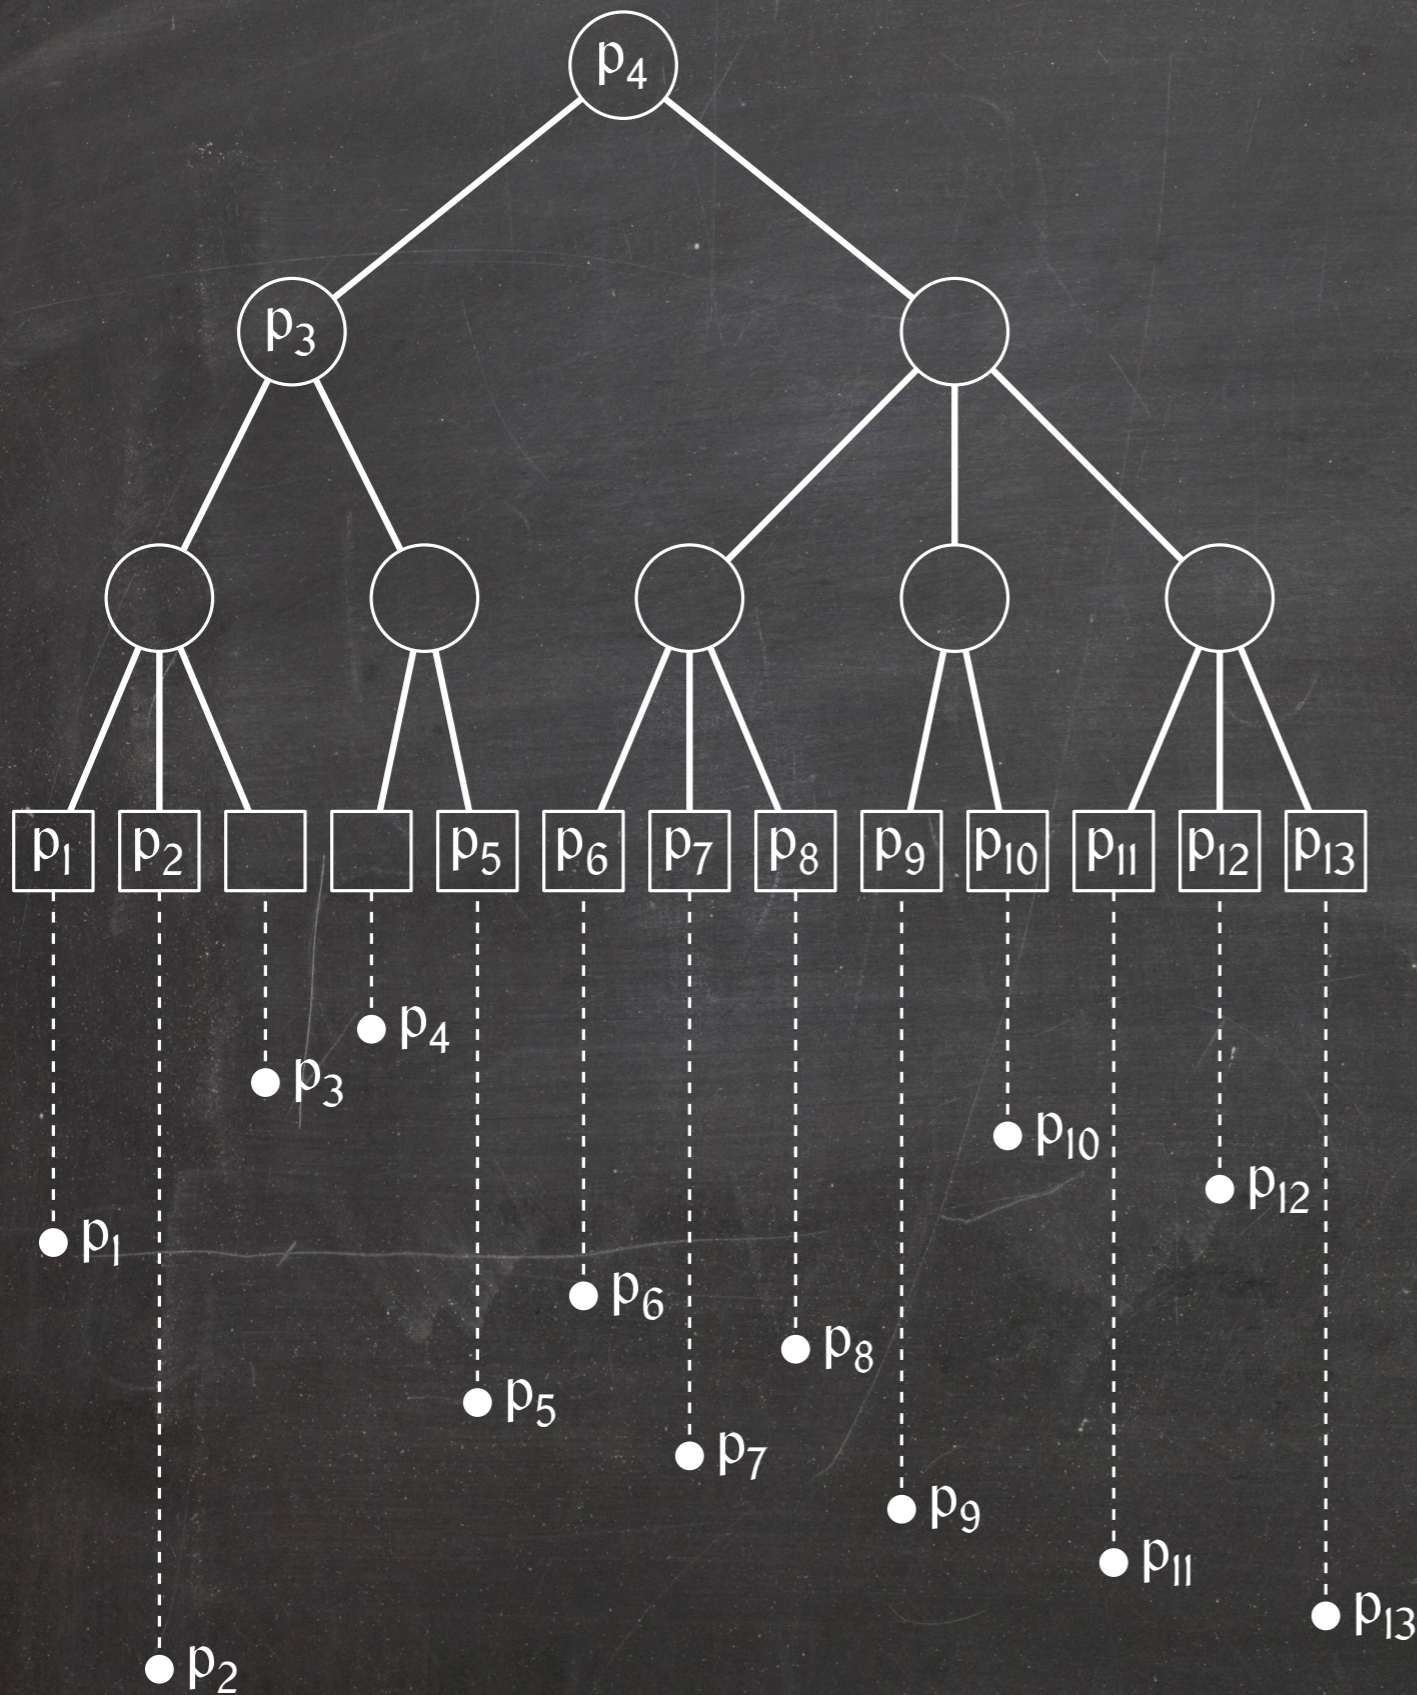 p₄
p₃
p₁ p₂ p₅ p₆ p₇ p₈ p₉ p₁₀ p₁₁ p₁₂ p₁₃
p₄
p₃
p₁₀
p₁₂
p₁
p₆
p₈
p₅
p₇
p₉
p₁₁
p₁₃
p₂